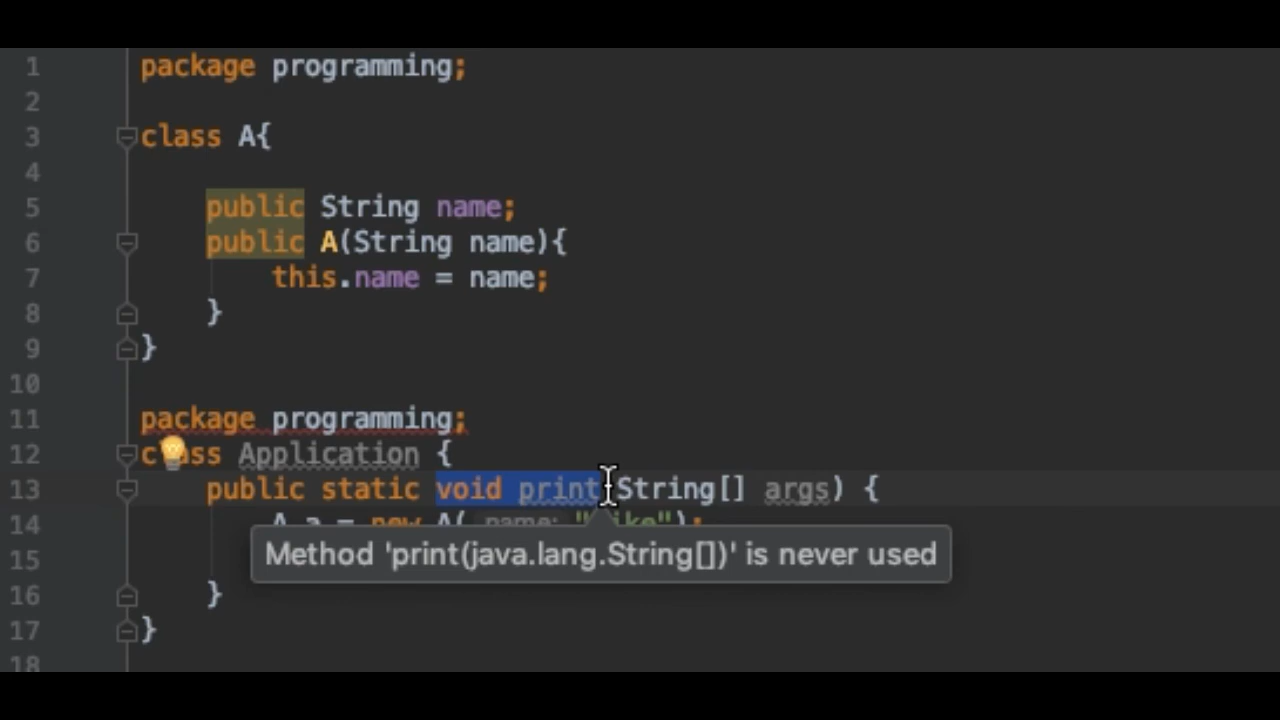 1 package programming;
2
3 class A{
4
5 public String name;
6 public A(String name){
7 this.name = name;
8 }
9 }
10
11 package programming;
12 class Application {
13 public static void print String[] args) {
14 A a = new A( name:
15 Method 'print(java.lang.String[])' is never used
16 }
17 }
18